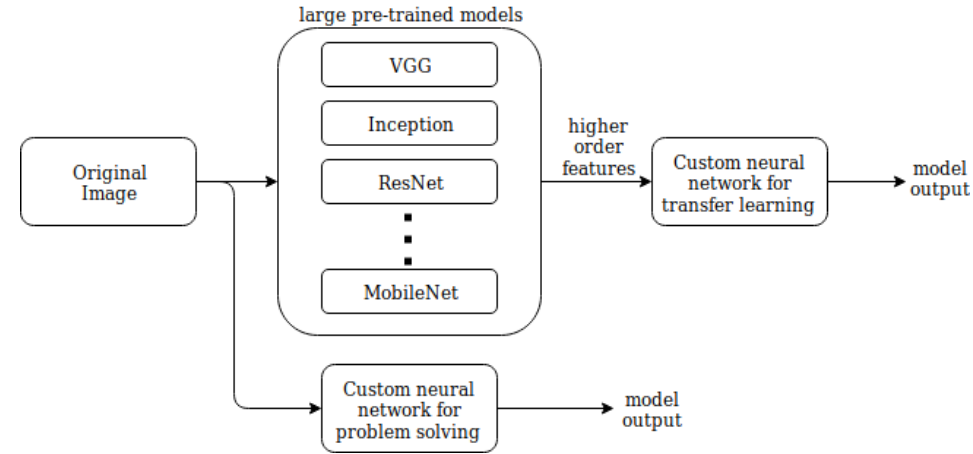 large pre-trained models
VGG
Inception
ResNet
MobileNet
Original
Image
higher
order
features
Custom neural
network for
transfer learning
model
output
Custom neural
network for
problem solving
model
output